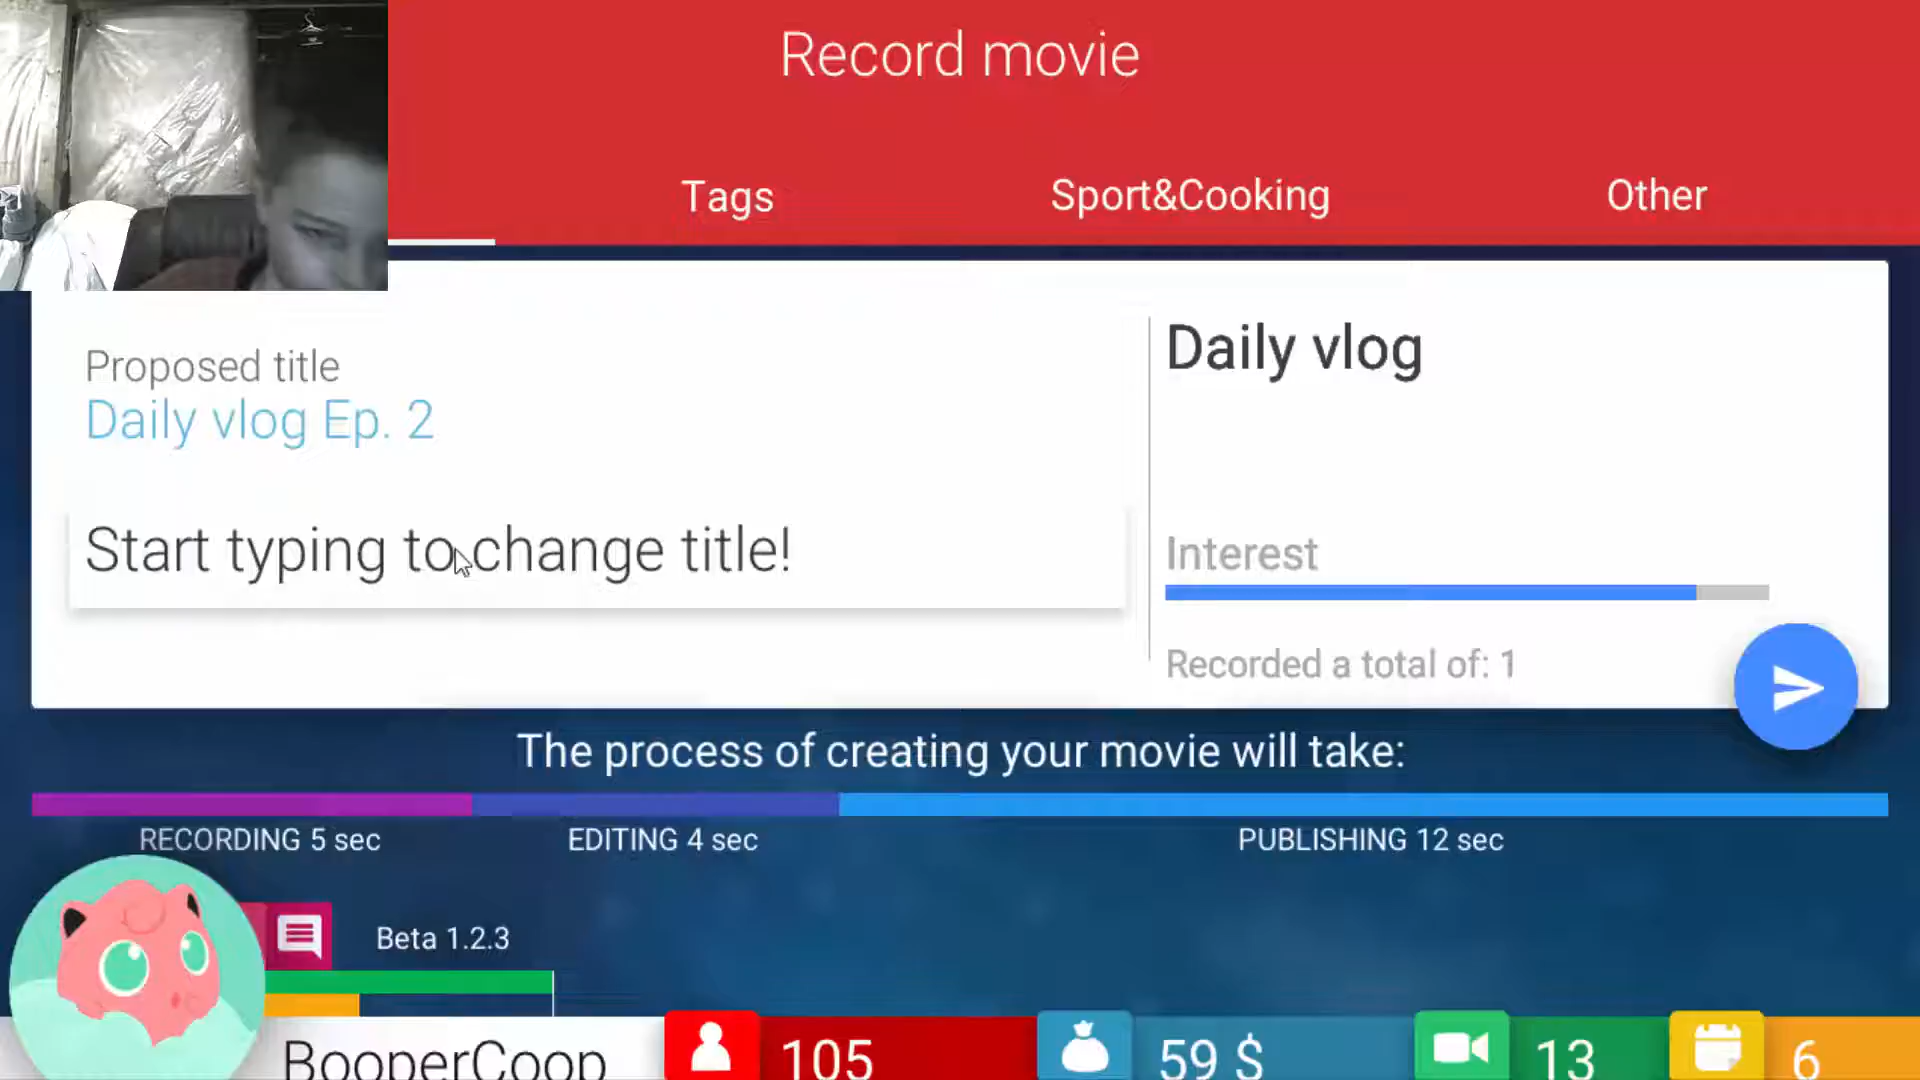 Record movie
Tags
Sport&Cooking
Other
Proposed title
Daily vlog Ep. 2
Start typing to change title!
Daily vlog
Interest
Recorded a total of: 1
The process of creating your movie will take:
RECORDING 5 sec
EDITING 4 sec
PUBLISHING 12 sec
Beta 1.2.3
BooperCoop
105
59 $
13
6